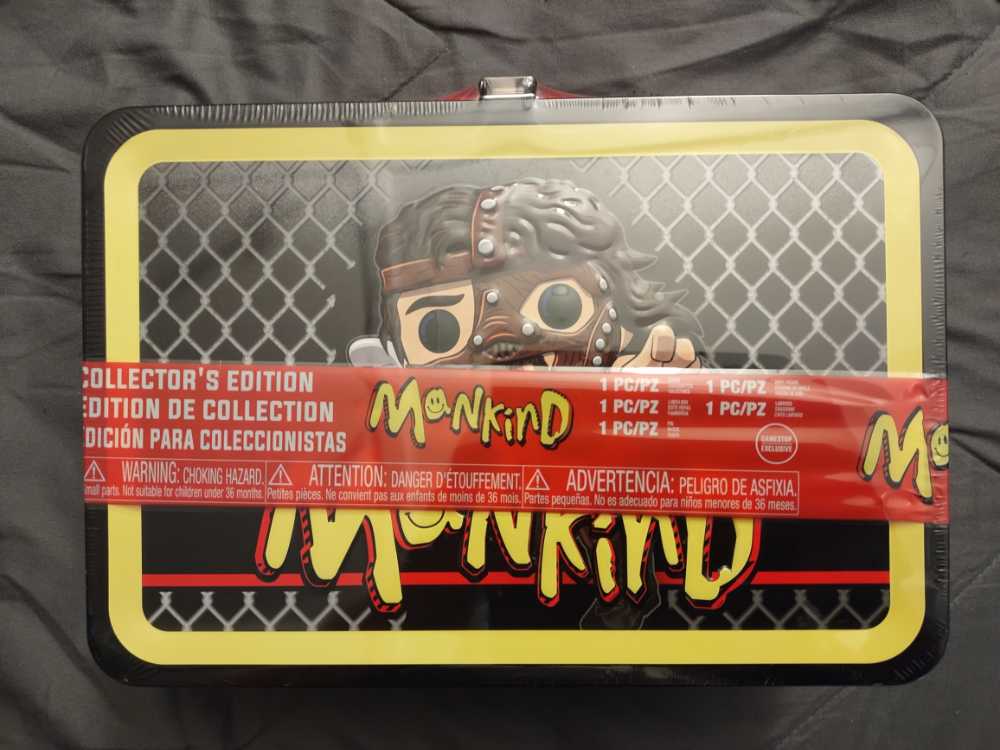 COLLECTOR'S EDITION
EDITION DE COLLECTION
EDICIÓN PARA COLECCIONISTAS
MaNKinD
1 PC/PZ
1 PC/PZ
1 PC/PZ
1 PC/PZ
1 PC/PZ
GAMESTOP
EXCLUSIVE
WARNING: CHOKING HAZARD.
Small parts. Not suitable for children under 36 months.
ATTENTION: DANGER D'ÉTOUFFEMENT.
Petites pièces. Ne convient pas aux enfants de moins de 36 mois.
ADVERTENCIA: PELIGRO DE ASFIXIA.
Partes pequeñas. No es adecuado para niños menores de 36 meses.
Ma
MaNKinD